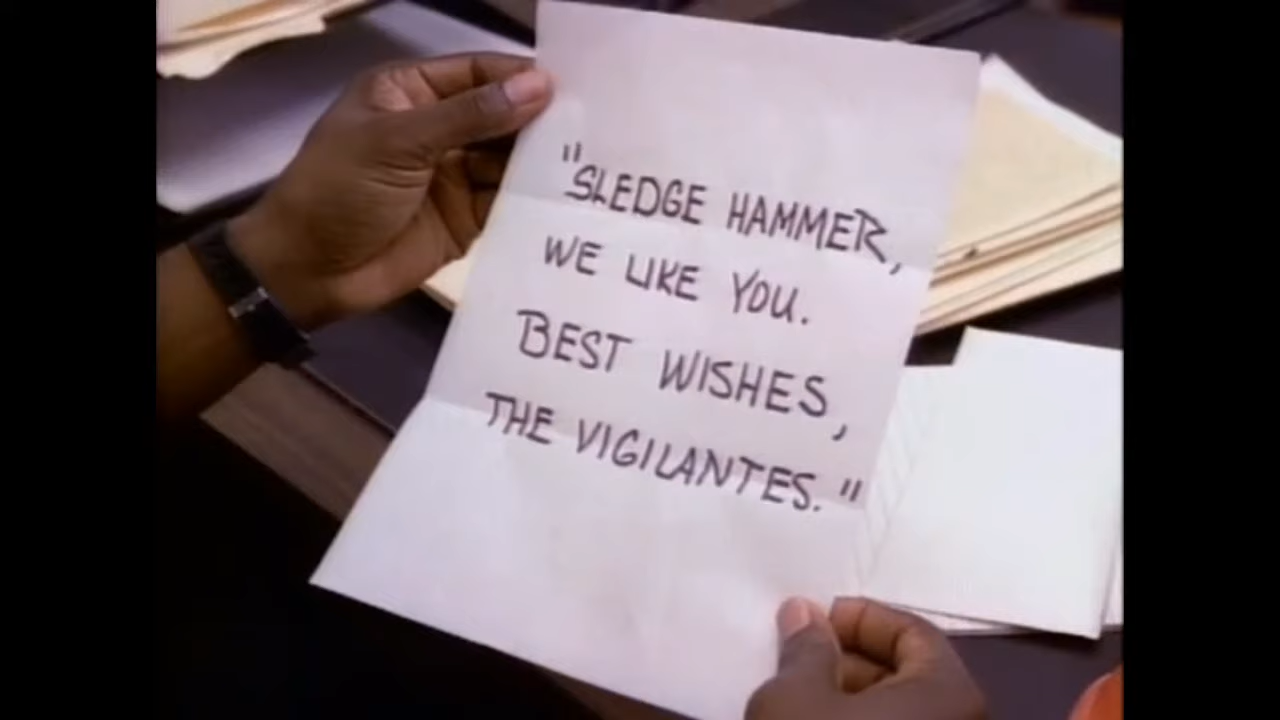 "SLEDGE HAMMER,
WE LIKE YOU.
BEST WISHES,
THE VIGILANTES."